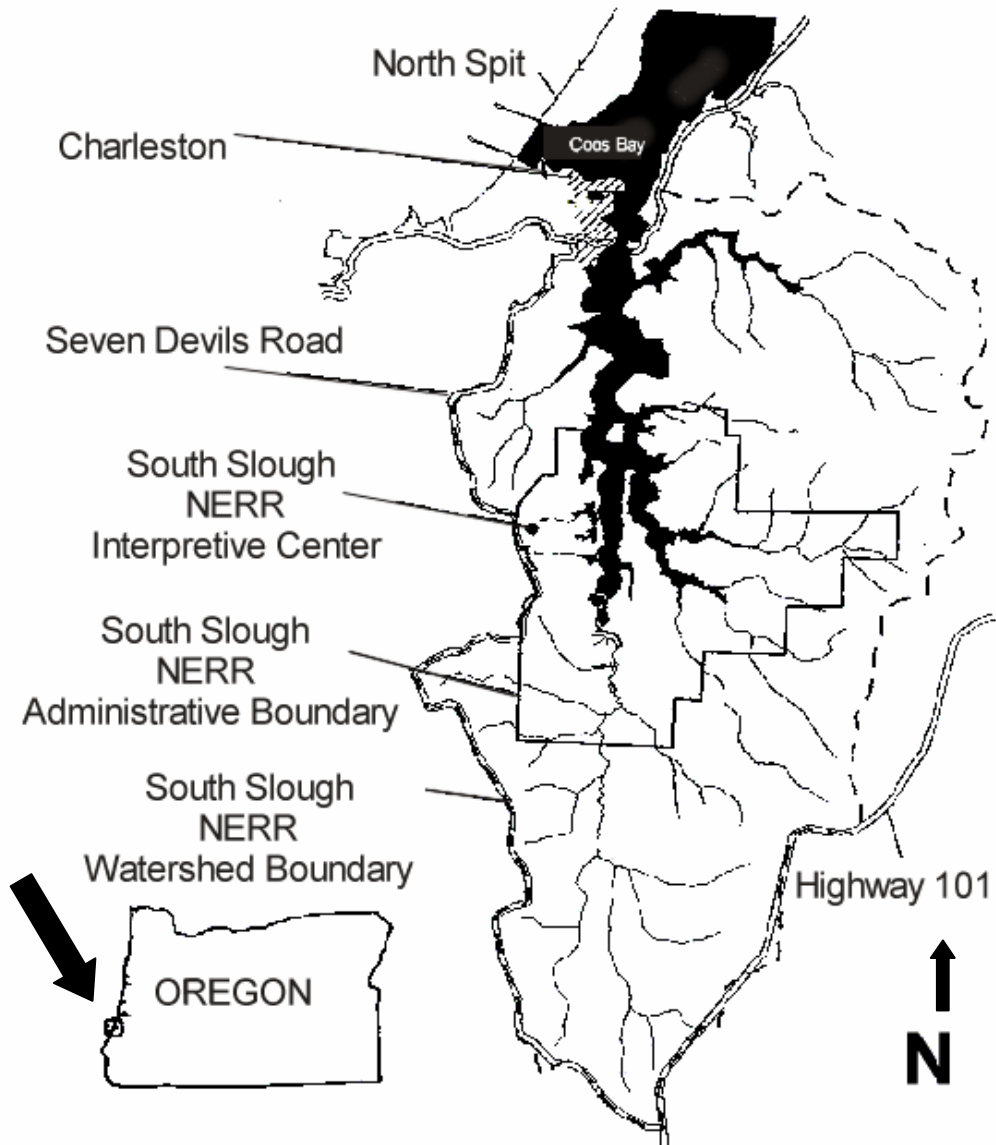 North Spit
Charleston
Coos Bay
Seven Devils Road
South Slough
NERR
Interpretive Center
South Slough
NERR
Administrative Boundary
South Slough
NERR
Watershed Boundary
Highway 101
OREGON
N